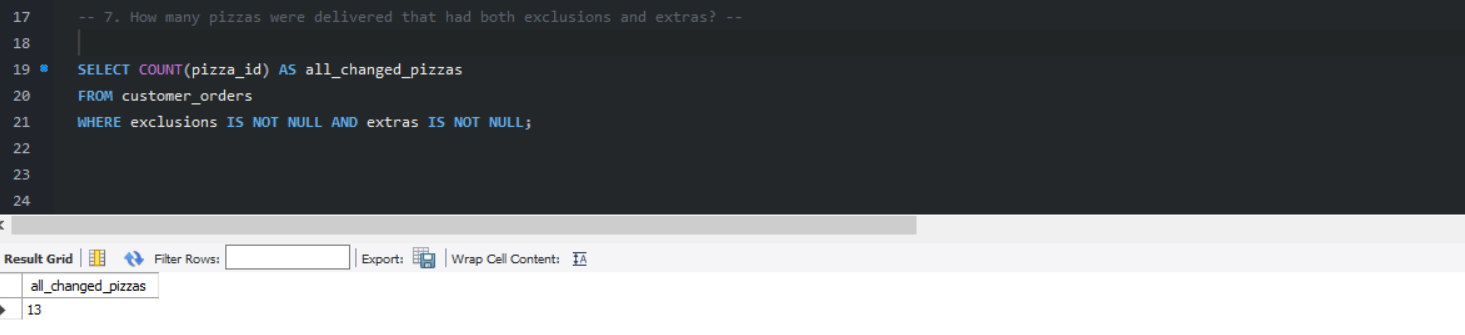 17 -- 7. How many pizzas were delivered that had both exclusions and extras? --
18
19 SELECT COUNT(pizza_id) AS all_changed_pizzas
20 FROM customer_orders
21 WHERE exclusions IS NOT NULL AND extras IS NOT NULL;
22
23
24
Result Grid Filter Rows: Export: Wrap Cell Content: IA
all_changed_pizzas
13